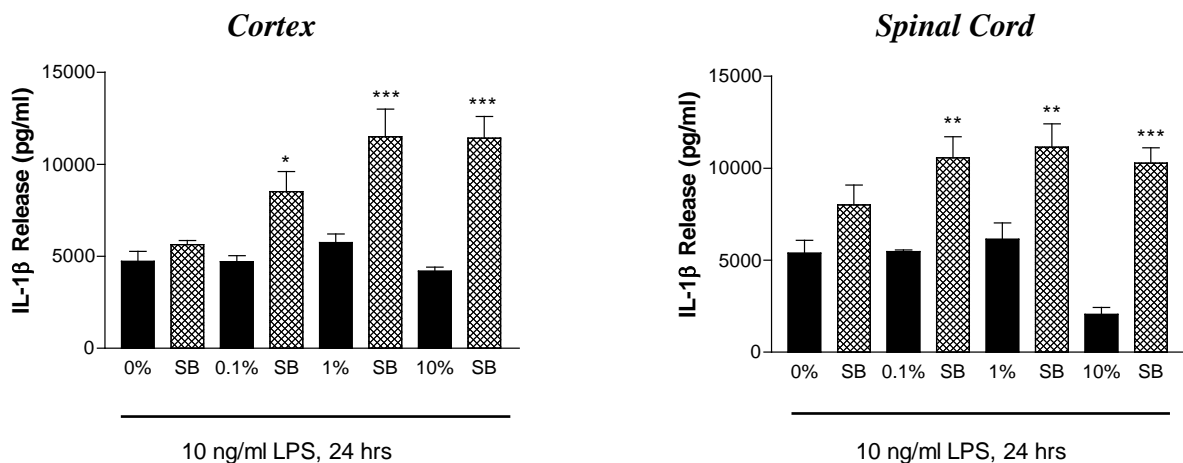 Cortex
15000
***
***
*
10000
5000
0
IL-1β Release (pg/ml)
0% SB 0.1% SB 1% SB 10% SB
10 ng/ml LPS, 24 hrs
Spinal Cord
15000
**
**
***
10000
5000
0
IL-1β Release (pg/ml)
0% SB 0.1% SB 1% SB 10% SB
10 ng/ml LPS, 24 hrs